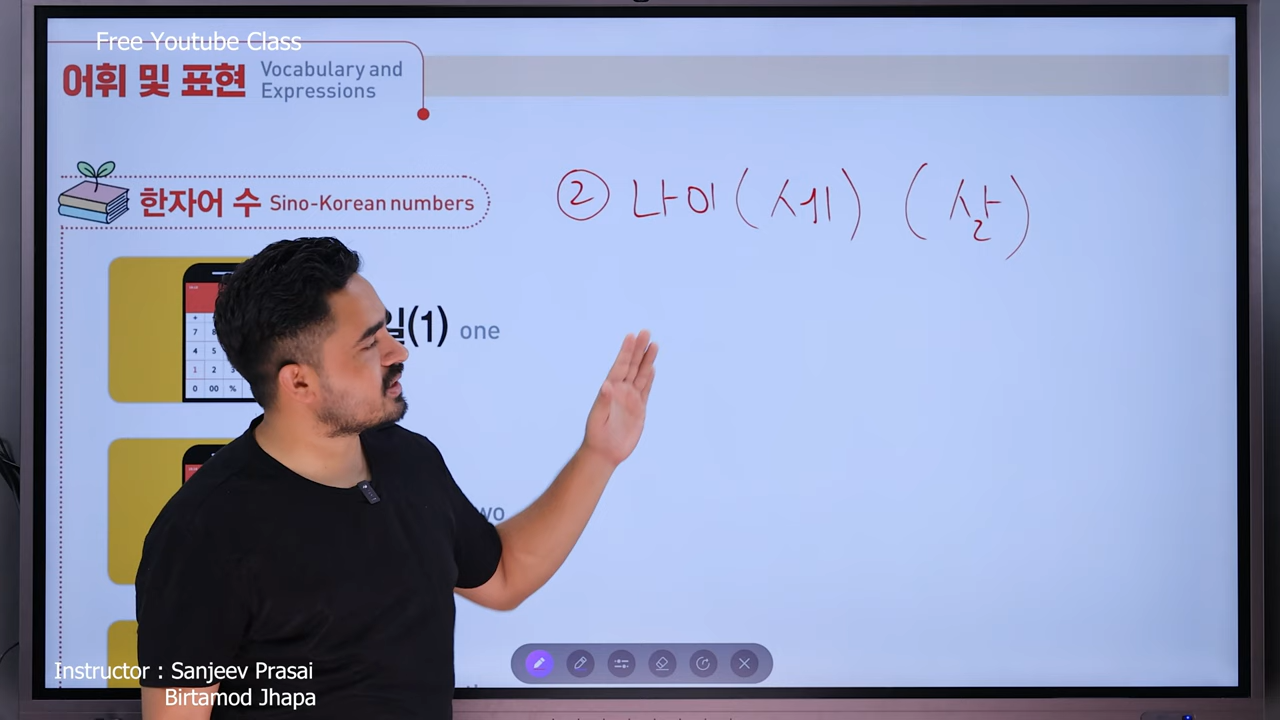 Free Youtube Class
어휘 및 표현 Vocabulary and Expressions
한자어 수 Sino-Korean numbers
② 나이 (세) (살)
일(1) one
Instructor : Sanjeev Prasai
Birtamod Jhapa